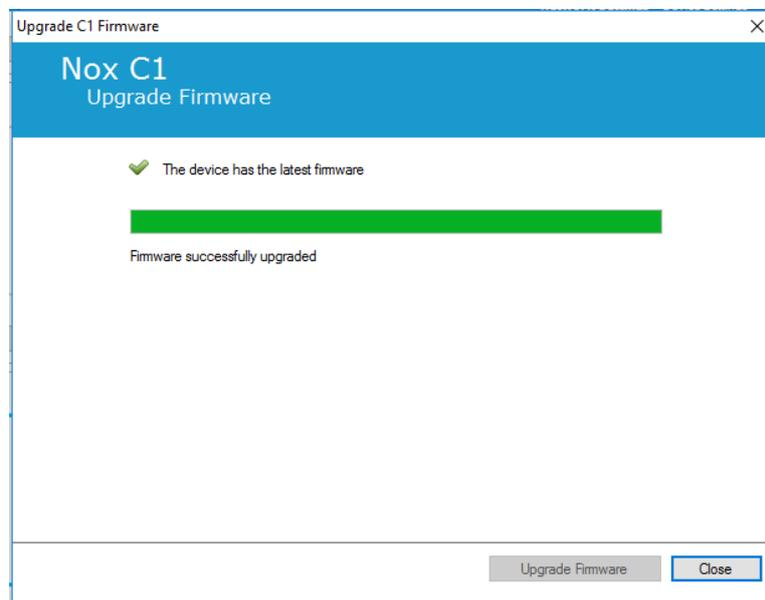 Upgrade C1 Firmware
Nox C1
Upgrade Firmware
The device has the latest firmware
Firmware successfully upgraded
Upgrade Firmware
Close